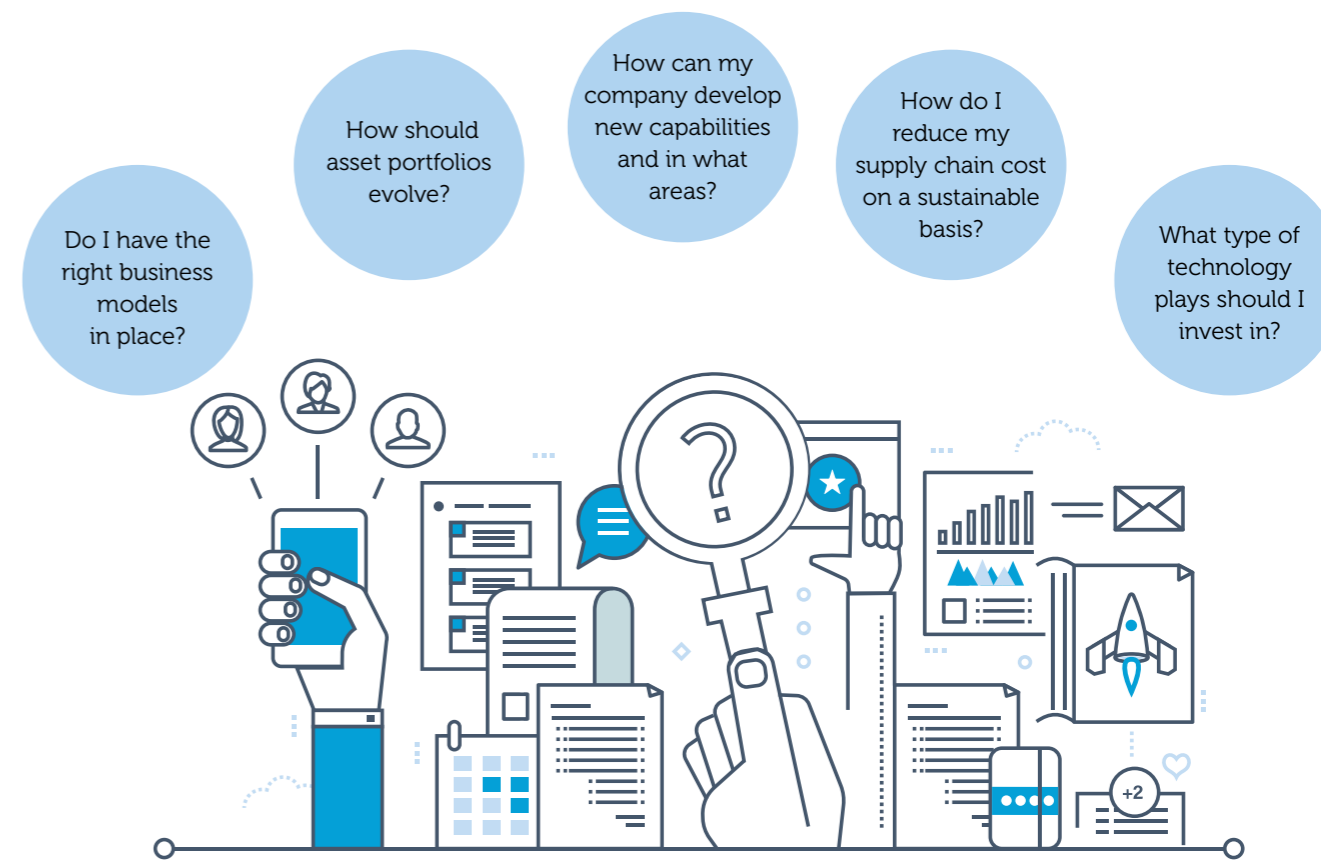 Do I have the
right business
models
in place?
How should
asset portfolios
evolve?
How can my
company develop
new capabilities
and in what
areas?
How do I
reduce my
supply chain cost
on a sustainable
basis?
What type of
technology
plays should I
invest in?
?
+2